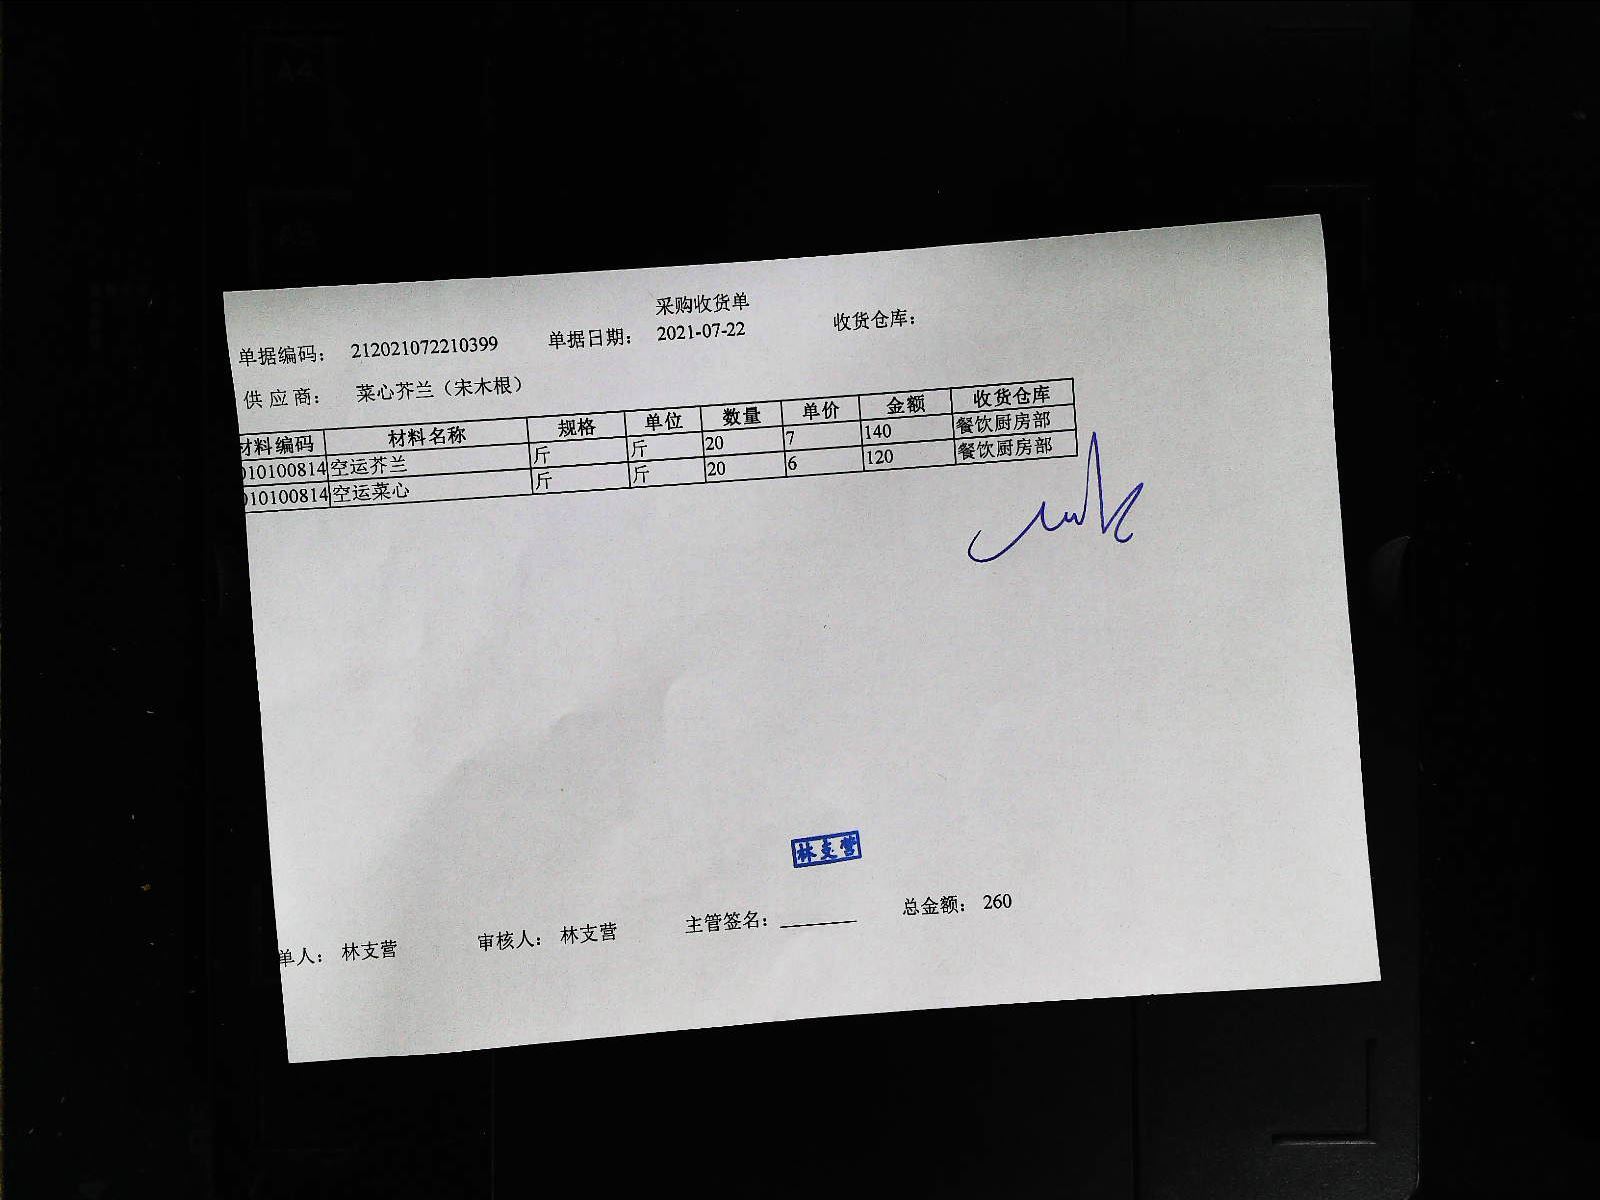 采购收货单
单据编码： 212021072210399 单据日期： 2021-07-22 收货仓库：
供应商： 菜心芥兰（宋木根）
材料编码 材料名称 规格 单位 数量 单价 金额 收货仓库
010100814 空运芥兰 斤 斤 20 7 140 餐饮厨房部
010100814 空运菜心 斤 斤 20 6 120 餐饮厨房部
林支营
单人： 林支营 审核人： 林支营 主管签名： 总金额： 260